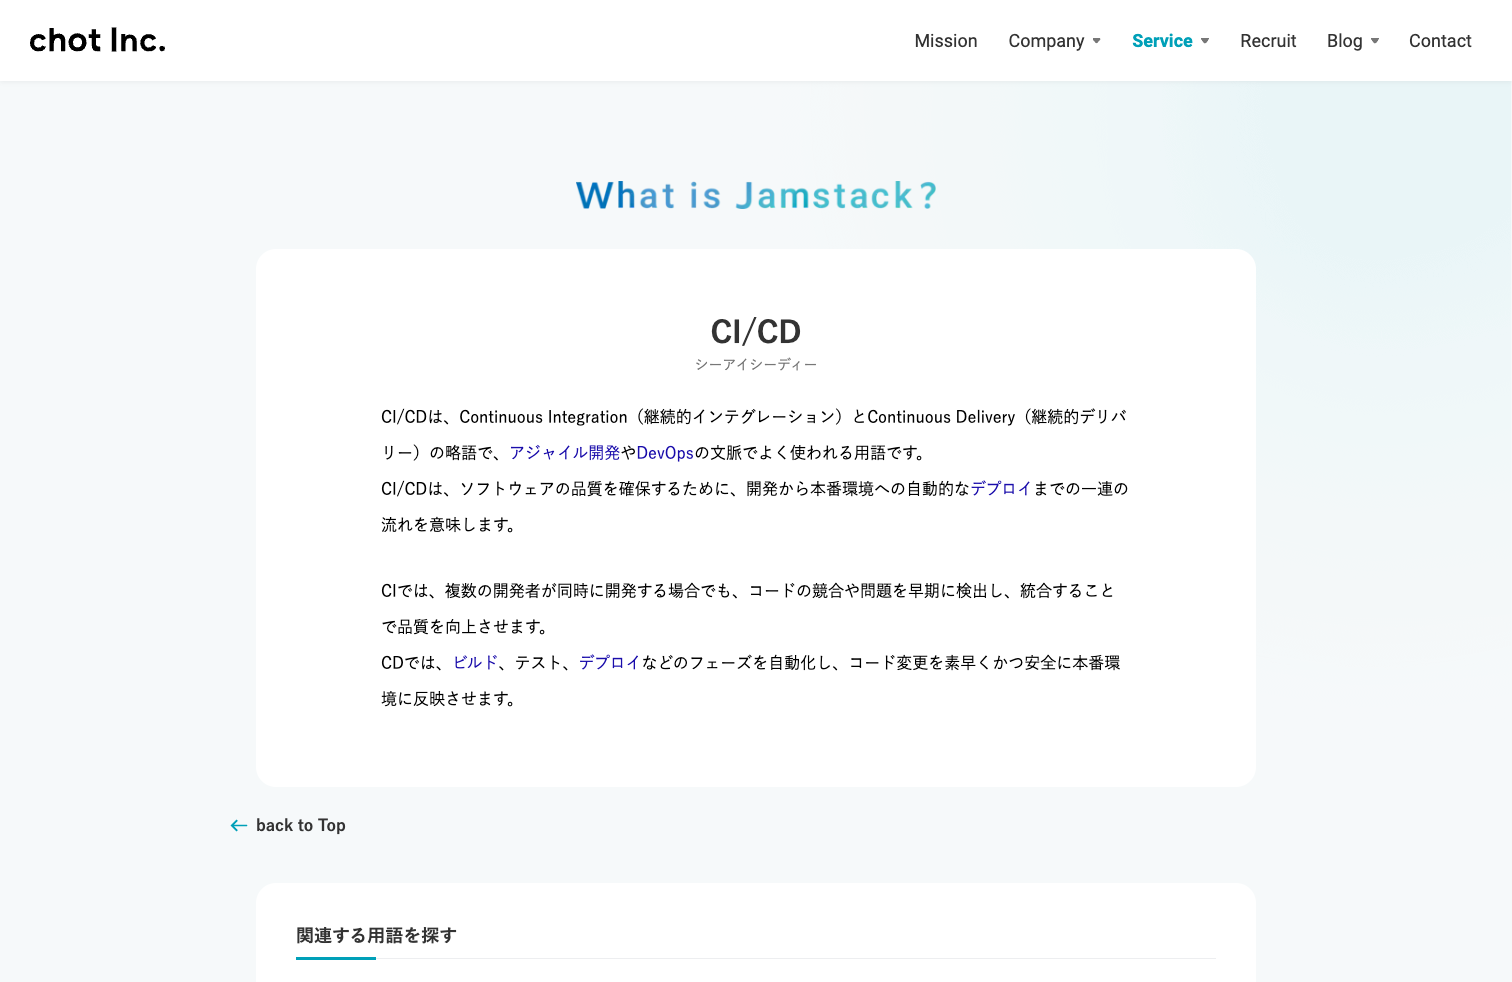 chot Inc.
Mission
Company
Service
Recruit
Blog
Contact
What is Jamstack?
CI/CD
シーアイシーディー
CI/CDは、Continuous Integration（継続的インテグレーション）とContinuous Delivery（継続的デリバ
リー）の略語で、アジャイル開発やDevOpsの文脈でよく使われる用語です。
CI/CDは、ソフトウェアの品質を確保するために、開発から本番環境への自動的なデプロイまでの一連の
流れを意味します。
CIでは、複数の開発者が同時に開発する場合でも、コードの競合や問題を早期に検出し、統合すること
で品質を向上させます。
CDでは、ビルド、テスト、デプロイなどのフェーズを自動化し、コード変更を素早くかつ安全に本番環
境に反映させます。
back to Top
関連する用語を探す